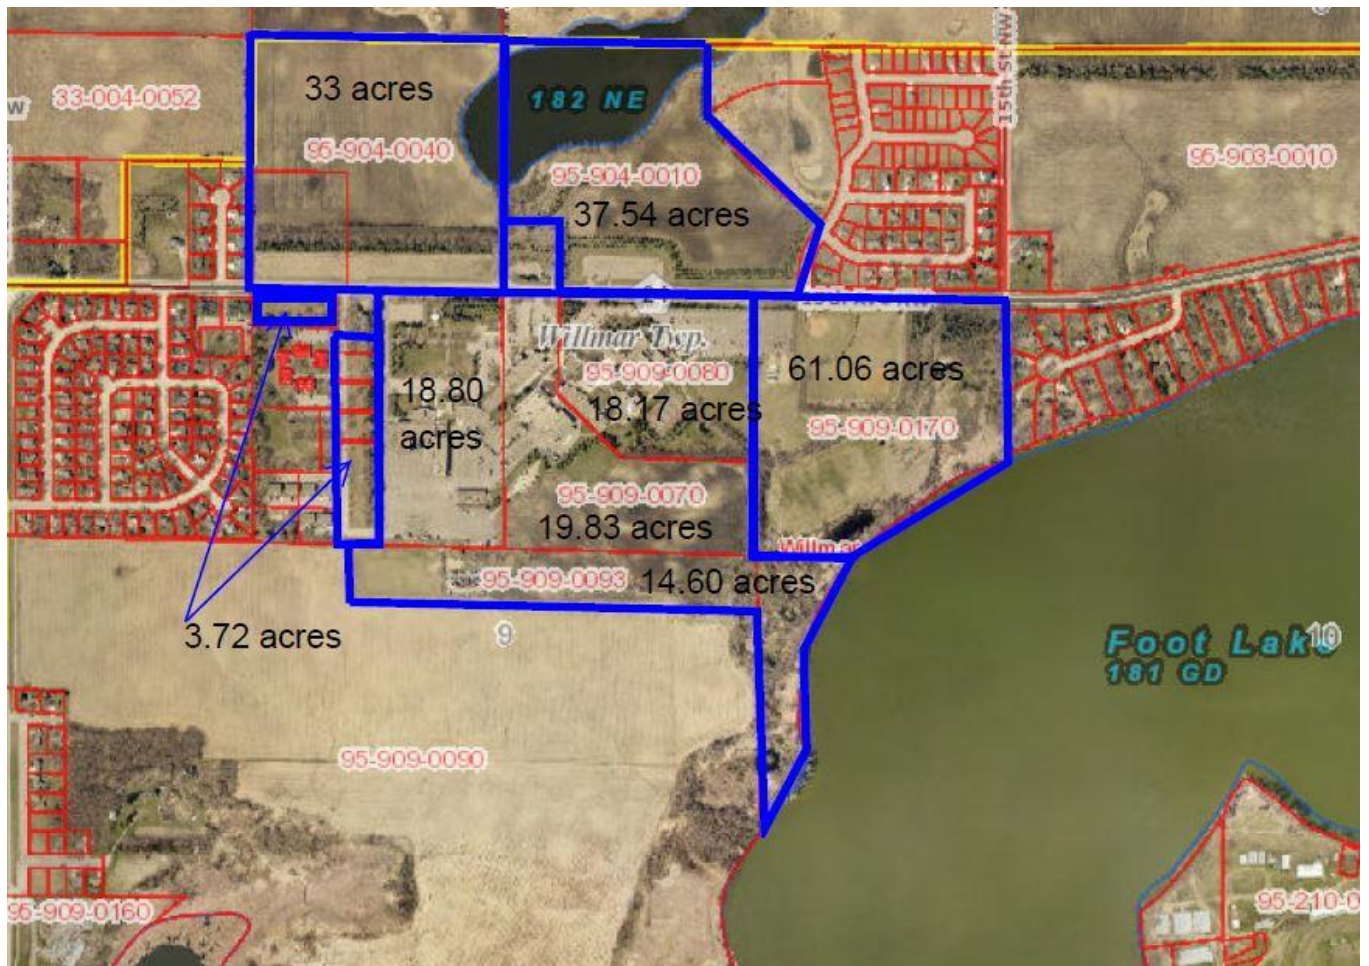 33 acres
15th St NW
33-004-0052
182 NE
W
95-904-0040
95-904-0010
95-903-0010
37.54 acres
Willmar Twp.
95-909-0080
61.06 acres
18.80
acres
18.17 acres
95-909-0170
95-909-0070
19.83 acres
95-909-0093
14.60 acres
3.72 acres
9
Foot Lake
10
181 GD
95-909-0090
95-909-0160
95-210-0